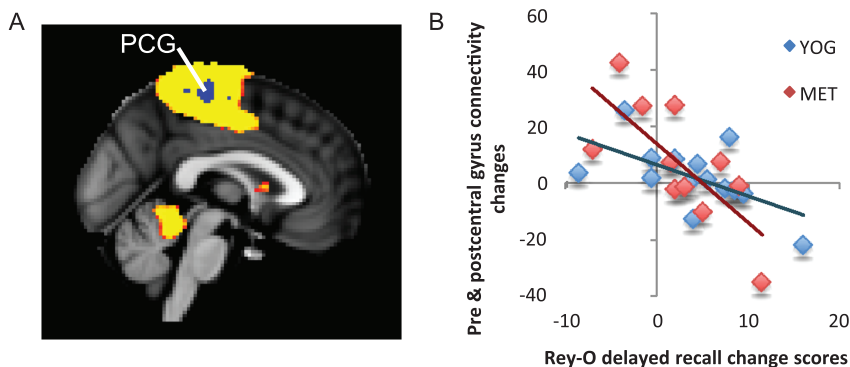 A
PCG
B
Pre & postcentral gyrus connectivity
changes
60
40
20
0
-20
-40
-10
0
10
20
Rey-O delayed recall change scores
YOG
MET